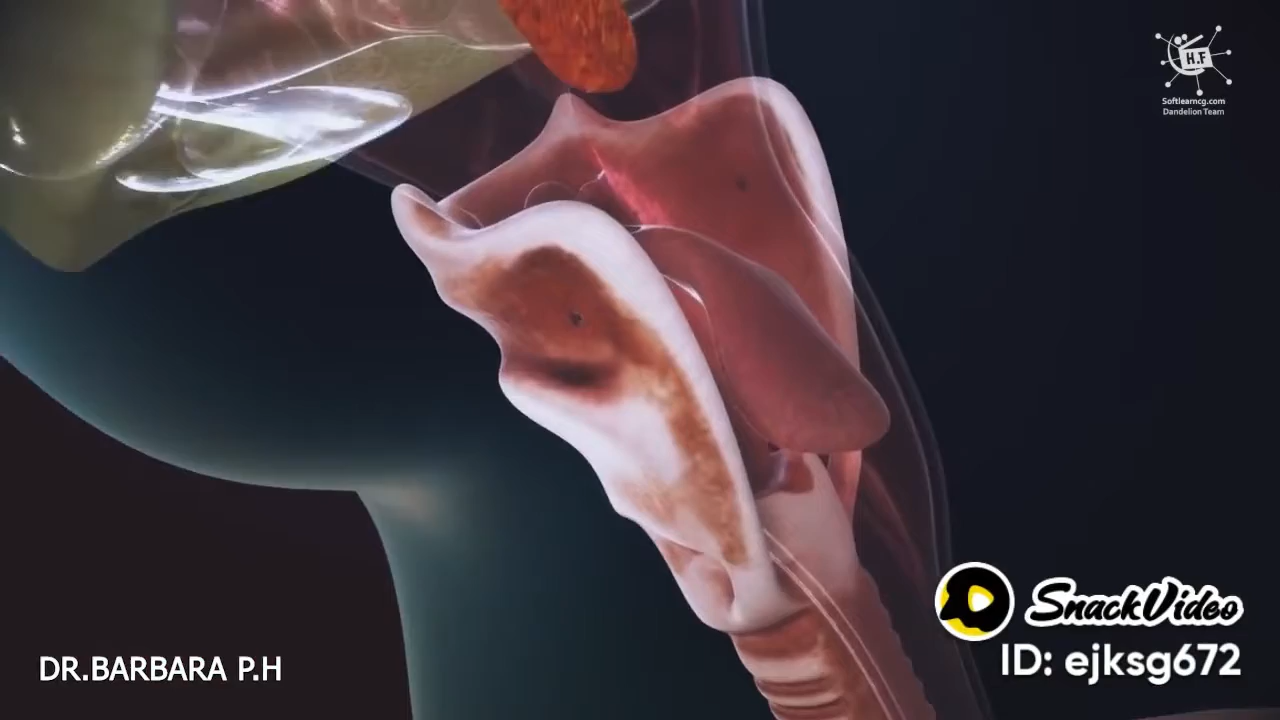 H.F
Softlearncg.com
Dandelion Team
SnackVideo
ID: ejksg672
DR.BARBARA P.H